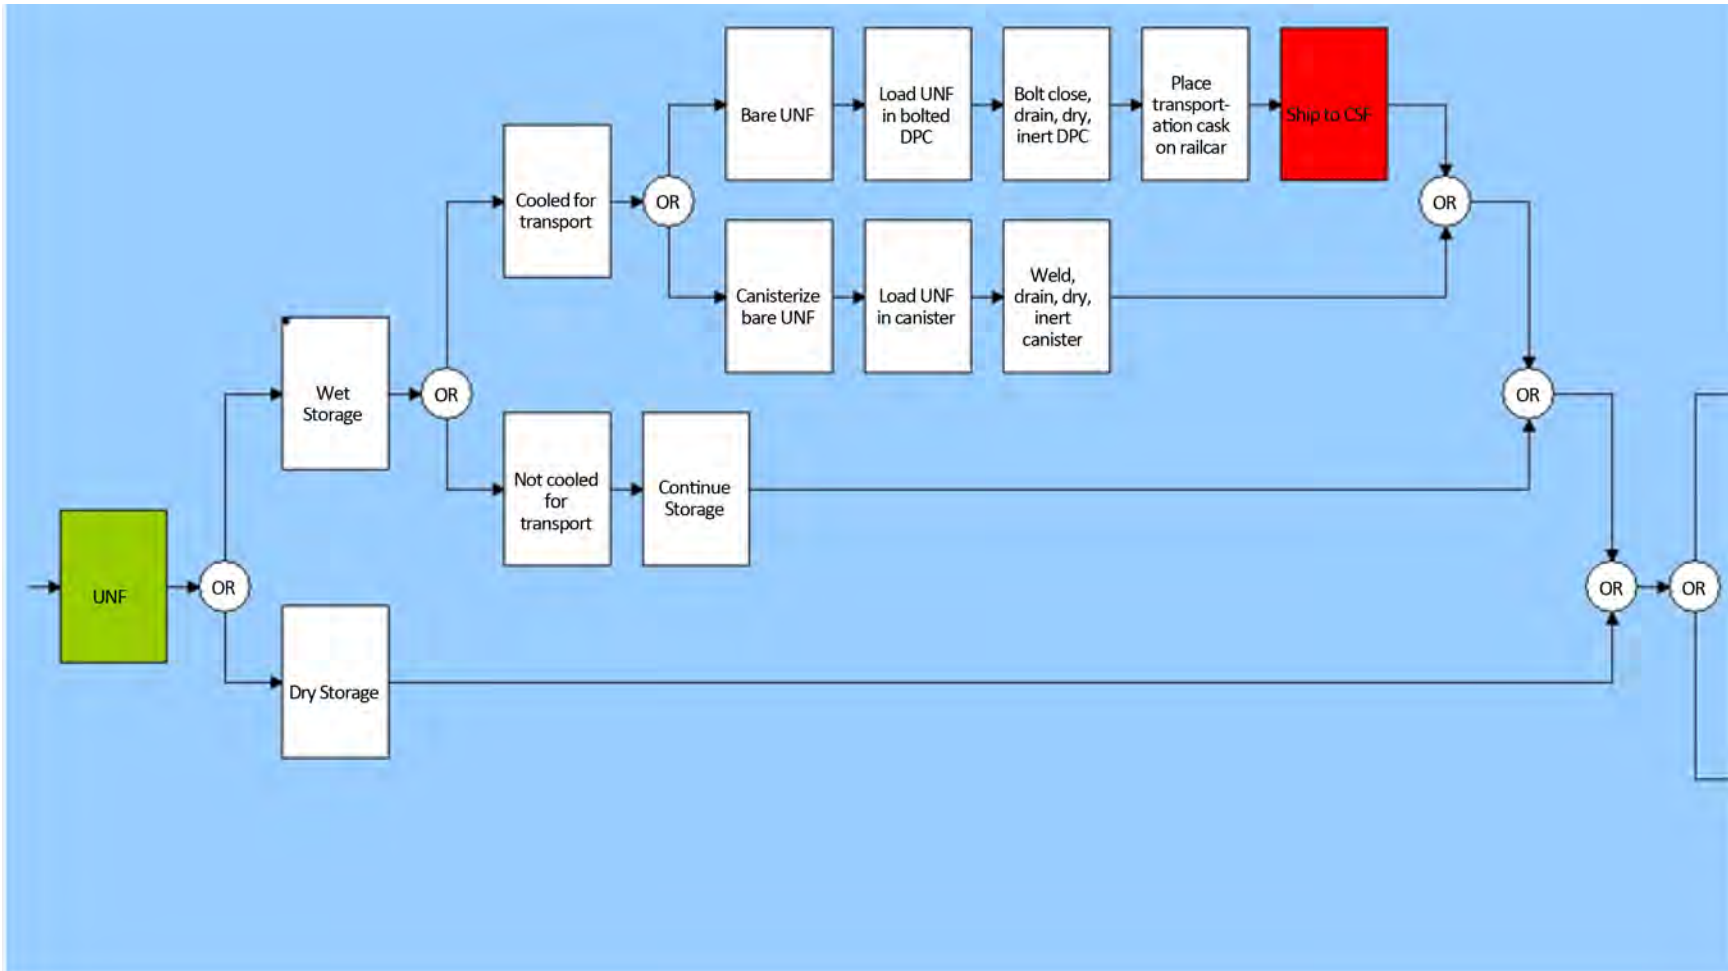 Bare UNF
Load UNF
in bolted
DPC
Bolt close,
drain, dry,
inert DPC
Place
transport-
ation cask
on railcar
Ship to CSF
Cooled for
transport
OR
OR
Canisterize
bare UNF
Load UNF
in canister
Weld,
drain, dry,
inert
canister
Wet
Storage
OR
OR
Not cooled
for
transport
Continue
Storage
UNF
OR
OR
OR
Dry Storage